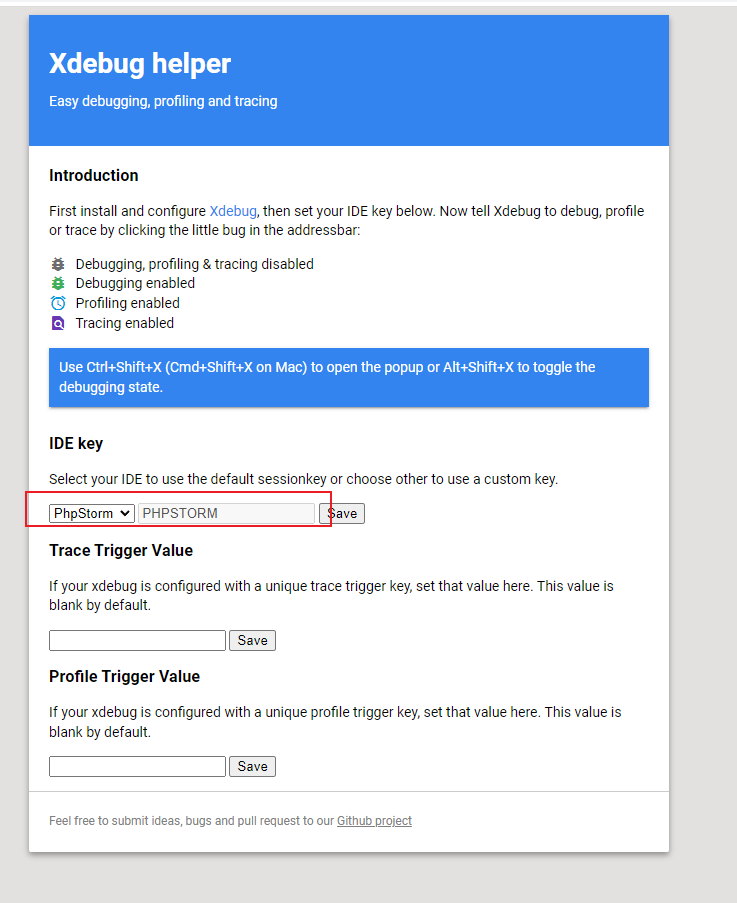 Xdebug helper
Easy debugging, profiling and tracing
Introduction
First install and configure Xdebug, then set your IDE key below. Now tell Xdebug to debug, profile
or trace by clicking the little bug in the addressbar:
Debugging, profiling & tracing disabled
Debugging enabled
Profiling enabled
Tracing enabled
Use Ctrl+Shift+X (Cmd+Shift+X on Mac) to open the popup or Alt+Shift+X to toggle the
debugging state.
IDE key
Select your IDE to use the default sessionkey or choose other to use a custom key.
PhpStorm PHPSTORM Save
Trace Trigger Value
If your xdebug is configured with a unique trace trigger key, set that value here. This value is
blank by default.
Save
Profile Trigger Value
If your xdebug is configured with a unique profile trigger key, set that value here. This value is
blank by default.
Save
Feel free to submit ideas, bugs and pull request to our Github project